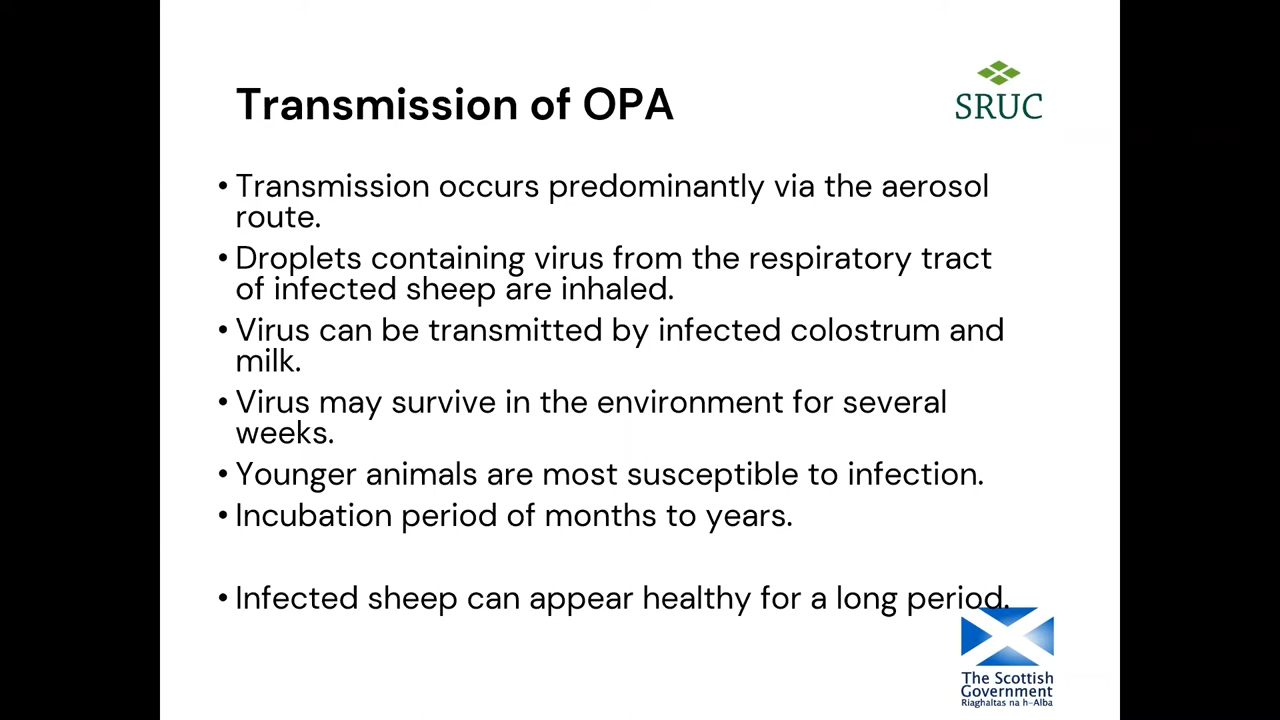 Transmission of OPA
SRUC
• Transmission occurs predominantly via the aerosol
route.
• Droplets containing virus from the respiratory tract
of infected sheep are inhaled.
• Virus can be transmitted by infected colostrum and
milk.
• Virus may survive in the environment for several
weeks.
• Younger animals are most susceptible to infection.
• Incubation period of months to years.
• Infected sheep can appear healthy for a long period.
The Scottish
Government
Riaghaltas na h-Alba